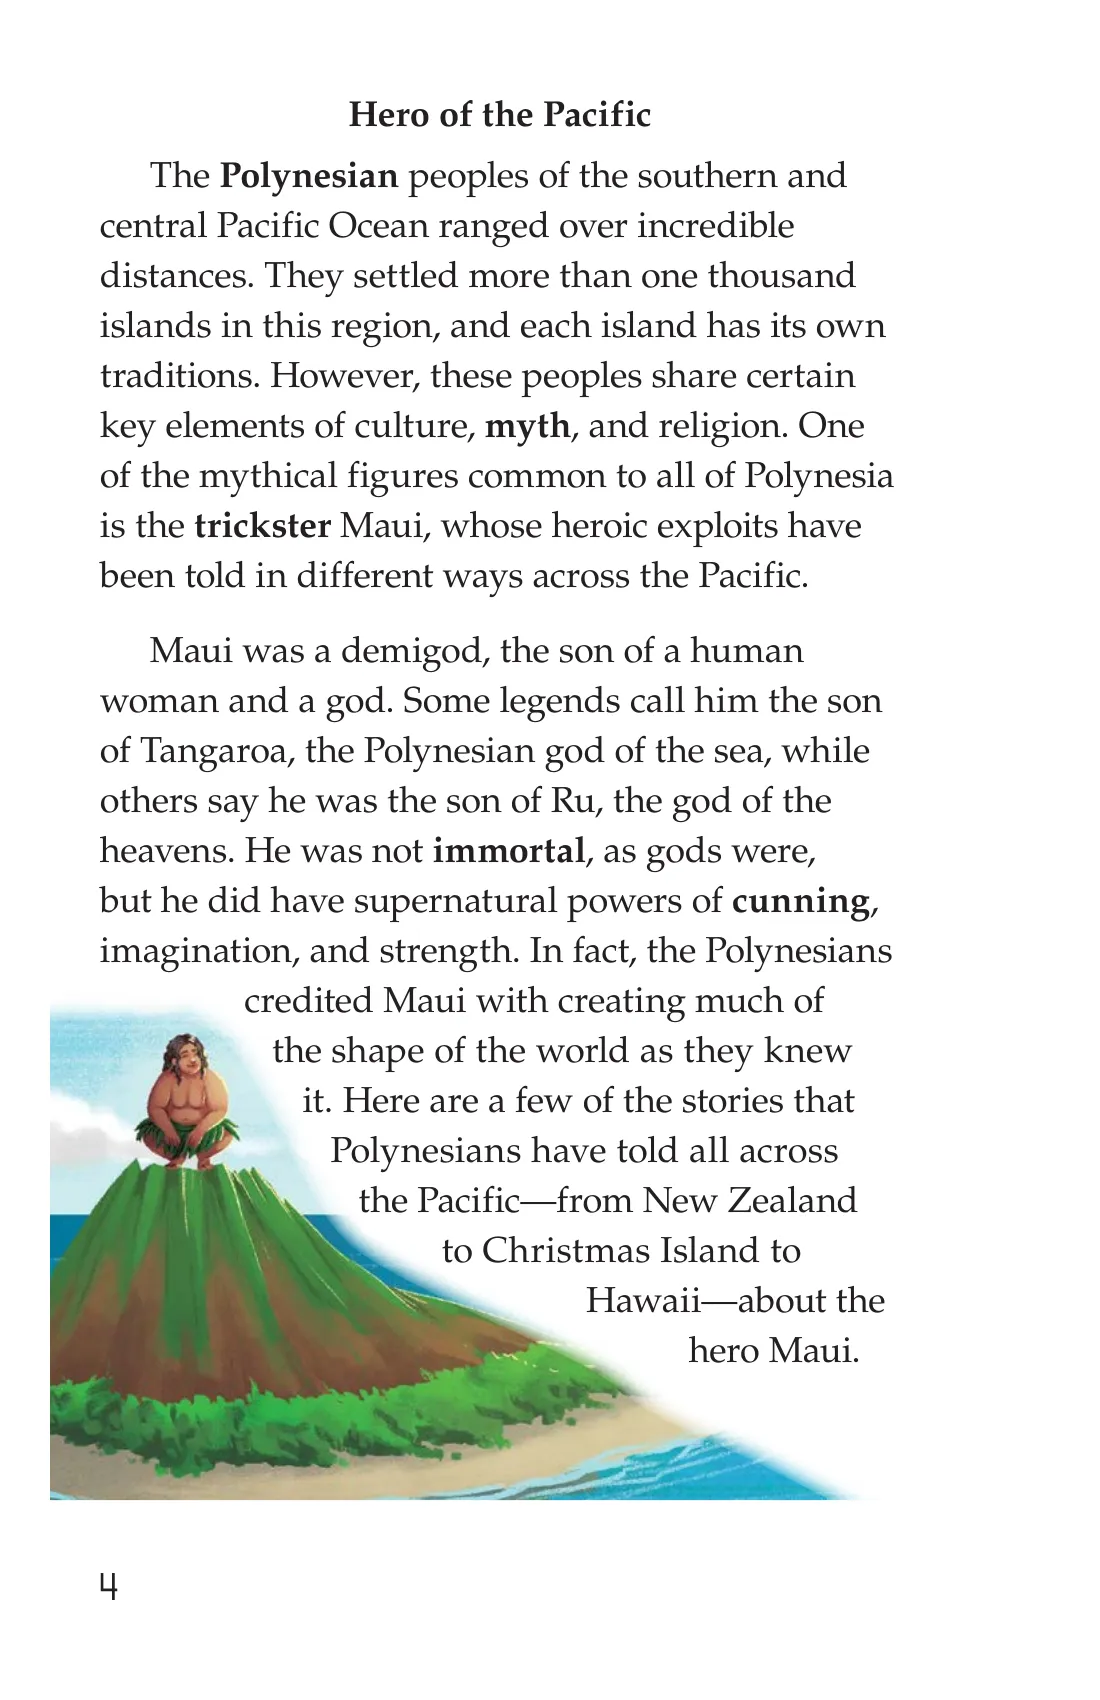 Hero of the Pacific
The Polynesian peoples of the southern and
central Pacific Ocean ranged over incredible
distances. They settled more than one thousand
islands in this region, and each island has its own
traditions. However, these peoples share certain
key elements of culture, myth, and religion. One
of the mythical figures common to all of Polynesia
is the trickster Maui, whose heroic exploits have
been told in different ways across the Pacific.
Maui was a demigod, the son of a human
woman and a god. Some legends call him the son
of Tangaroa, the Polynesian god of the sea, while
others say he was the son of Ru, the god of the
heavens. He was not immortal, as gods were,
but he did have supernatural powers of cunning,
imagination, and strength. In fact, the Polynesians
credited Maui with creating much of
the shape of the world as they knew
it. Here are a few of the stories that
Polynesians have told all across
the Pacific—from New Zealand
to Christmas Island to
Hawaii—about the
hero Maui.
4